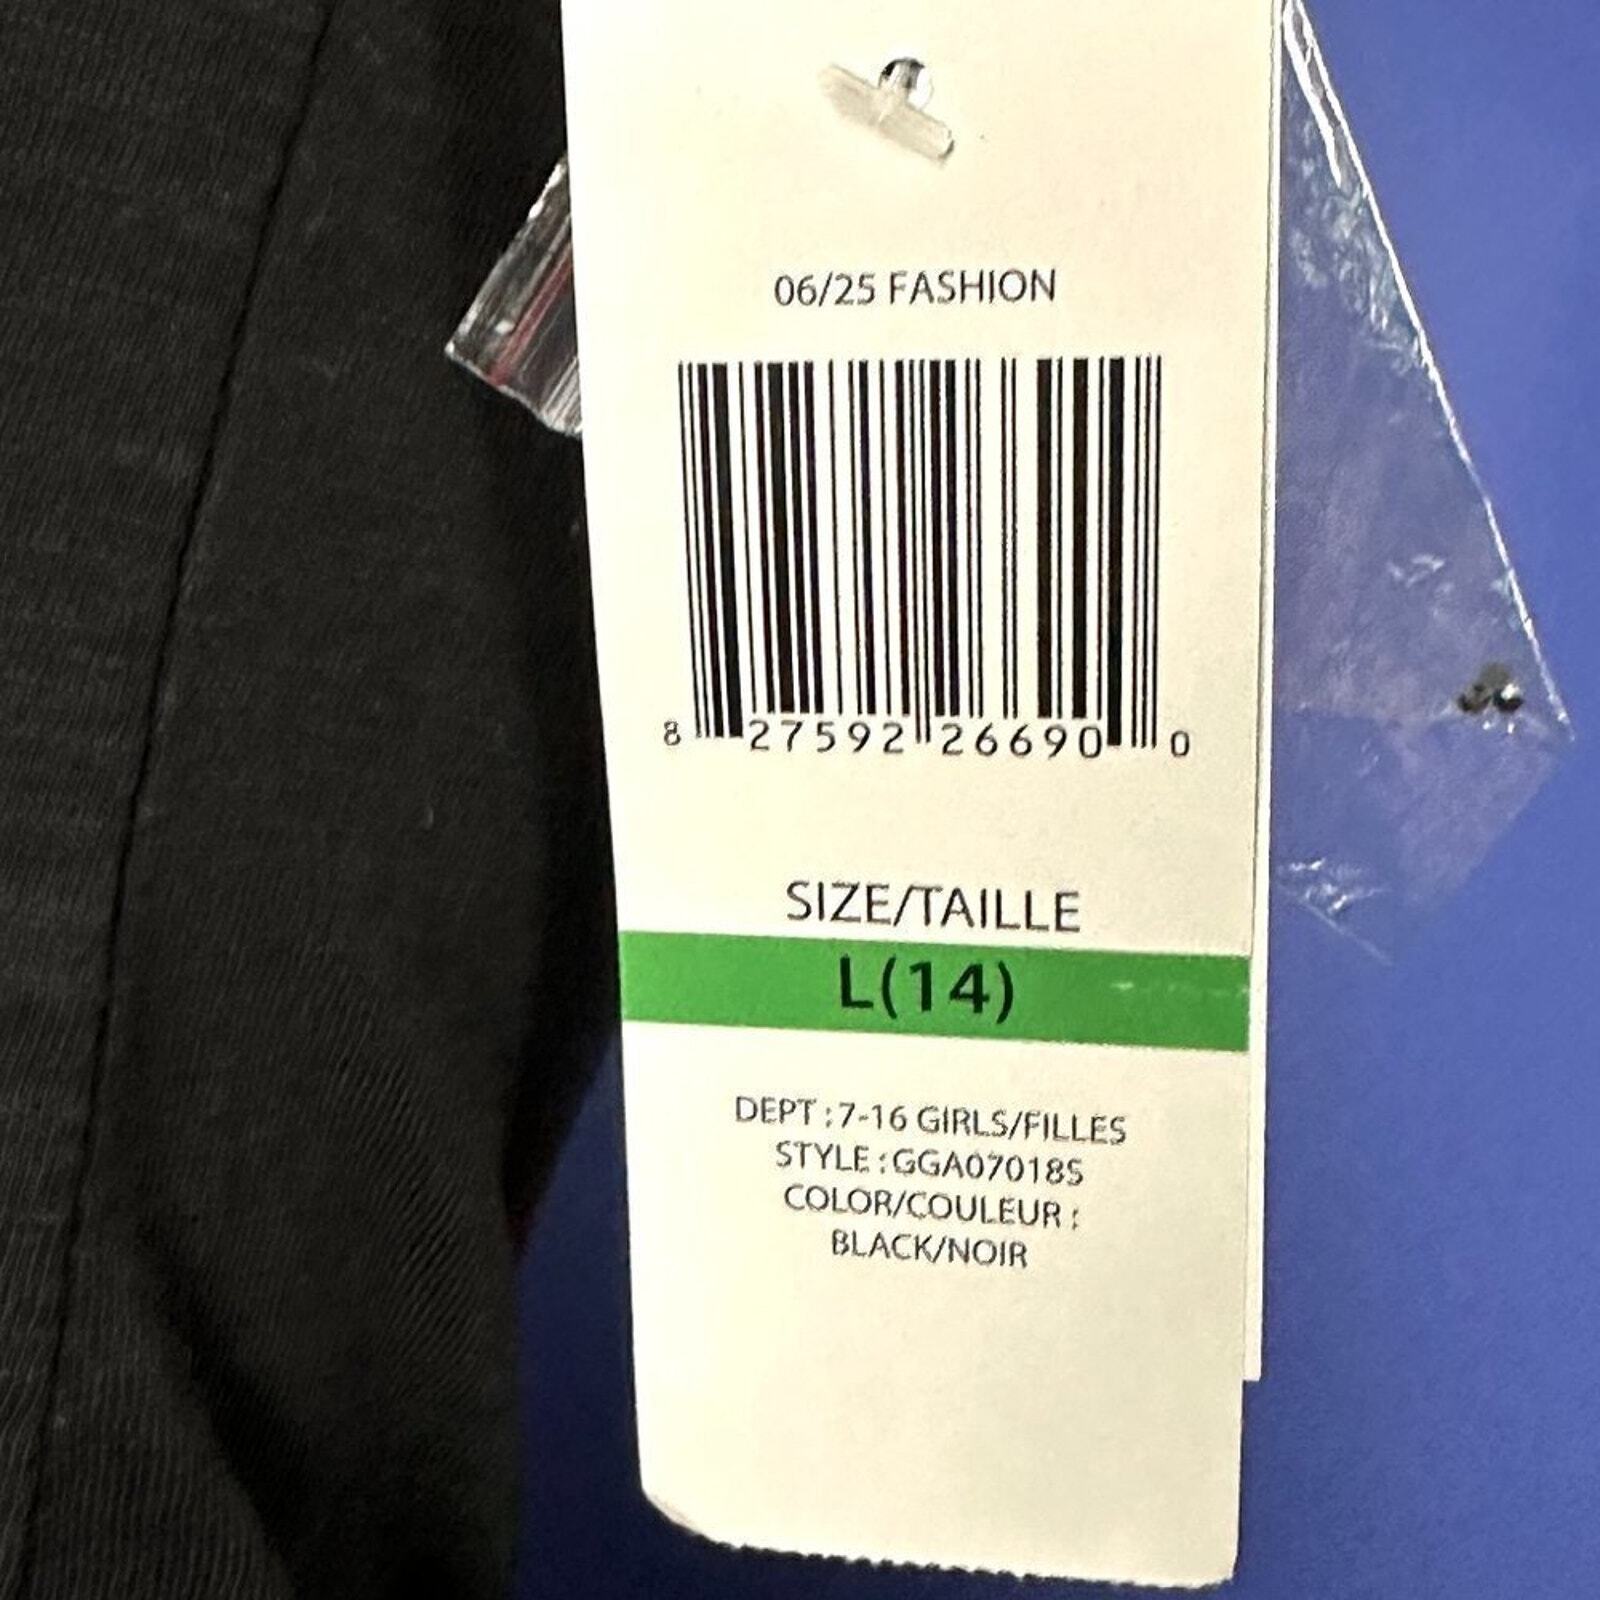 06/25 FASHION
8 27592 26690 0
SIZE/TAILLE
L(14)
DEPT : 7-16 GIRLS/FILLES
STYLE : GGA07018S
COLOR/COULEUR :
BLACK/NOIR